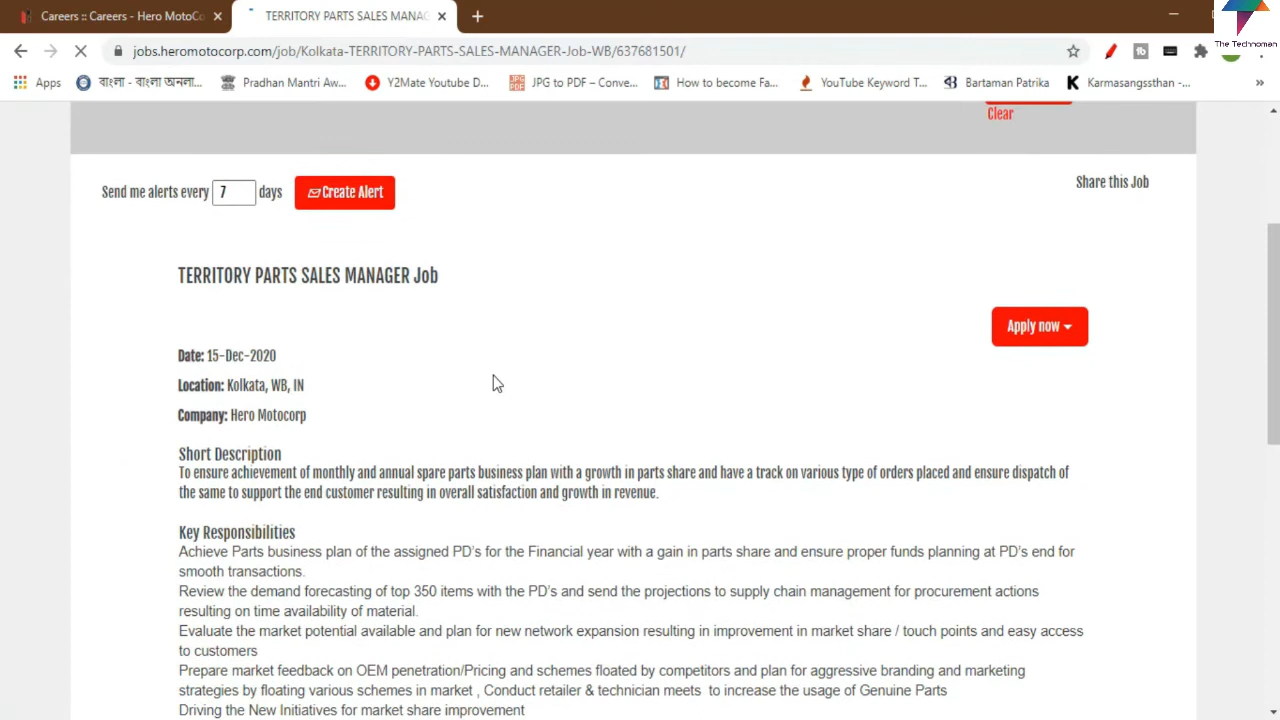 Careers :: Careers - Hero MotoCo
TERRITORY PARTS SALES MANAG
The Technoman
jobs.heromotocorp.com/job/Kolkata-TERRITORY-PARTS-SALES-MANAGER-Job-WB/637681501/
Apps
বাংলা - বাংলা অনলা...
Pradhan Mantri Aw...
Y2Mate Youtube D...
JPG to PDF – Conve...
How to become Fa...
YouTube Keyword T...
Bartaman Patrika
Karmasangssthan -...
Clear
Send me alerts every 7 days
Create Alert
Share this Job
TERRITORY PARTS SALES MANAGER Job
Apply now
Date: 15-Dec-2020
Location: Kolkata, WB, IN
Company: Hero Motocorp
Short Description
To ensure achievement of monthly and annual spare parts business plan with a growth in parts share and have a track on various type of orders placed and ensure dispatch of
the same to support the end customer resulting in overall satisfaction and growth in revenue.
Key Responsibilities
Achieve Parts business plan of the assigned PD's for the Financial year with a gain in parts share and ensure proper funds planning at PD's end for
smooth transactions.
Review the demand forecasting of top 350 items with the PD's and send the projections to supply chain management for procurement actions
resulting on time availability of material.
Evaluate the market potential available and plan for new network expansion resulting in improvement in market share / touch points and easy access
to customers
Prepare market feedback on OEM penetration/Pricing and schemes floated by competitors and plan for aggressive branding and marketing
strategies by floating various schemes in market , Conduct retailer & technician meets to increase the usage of Genuine Parts
Driving the New Initiatives for market share improvement